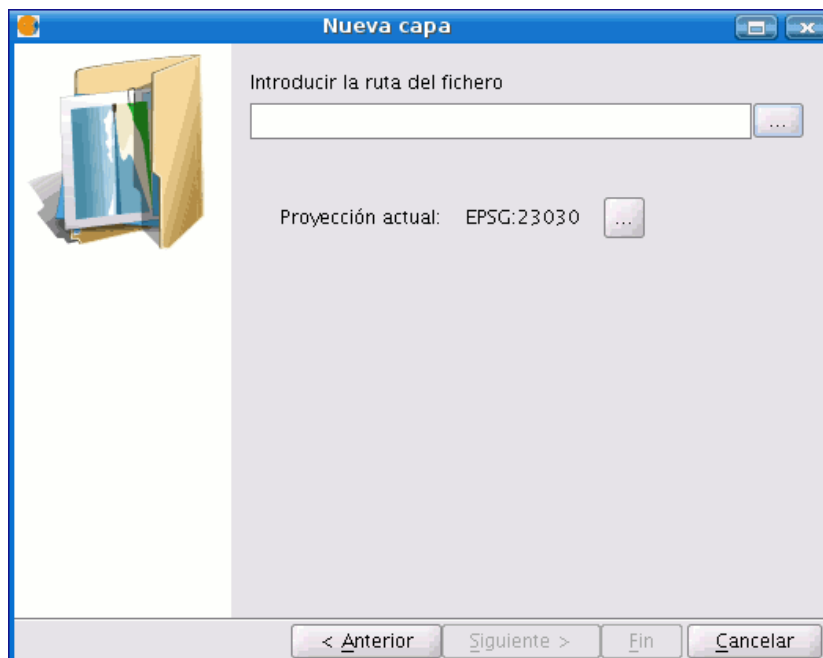 Nueva capa
Introducir la ruta del fichero
...
Proyección actual: EPSG:23030 ...
< Anterior Siguiente > Fin Cancelar